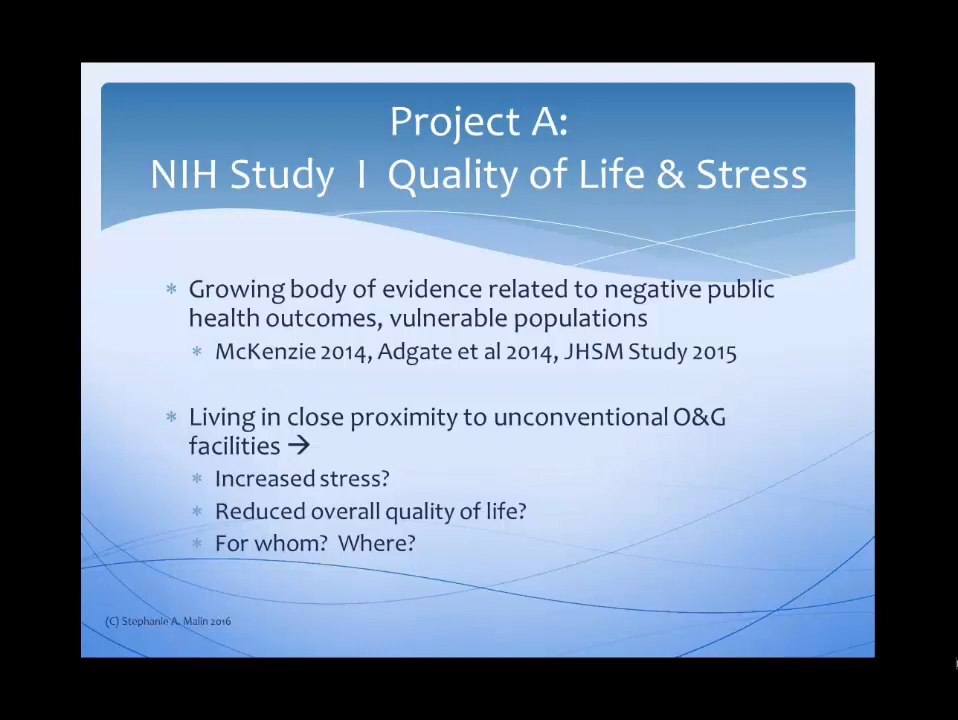 Project A:
NIH Study I Quality of Life & Stress
* Growing body of evidence related to negative public
health outcomes, vulnerable populations
* McKenzie 2014, Adgate et al 2014, JHSM Study 2015
* Living in close proximity to unconventional O&G
facilities →
* Increased stress?
* Reduced overall quality of life?
* For whom? Where?
(C) Stephanie A. Malin 2016